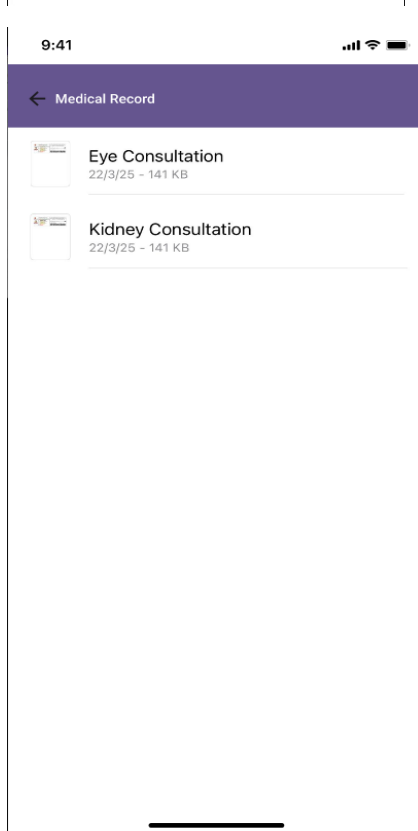 9:41
Medical Record
Eye Consultation
22/3/25 - 141 KB
Kidney Consultation
22/3/25 - 141 KB